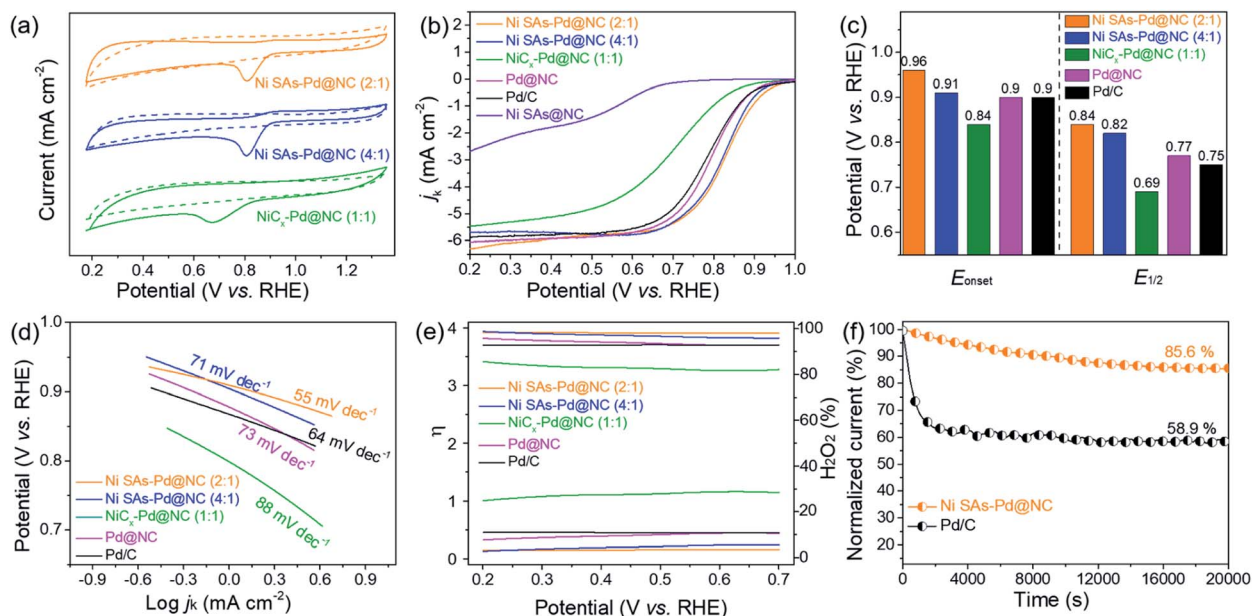 (a)
Ni SAs-Pd@NC (2:1)
Ni SAs-Pd@NC (4:1)
NiCx-Pd@NC (1:1)
Current (mA cm-2)
0.2 0.4 0.6 0.8 1.0 1.2
Potential (V vs. RHE)
(b)
Ni SAs-Pd@NC (2:1)
Ni SAs-Pd@NC (4:1)
NiCx-Pd@NC (1:1)
Pd@NC
Pd/C
Ni SAs@NC
jk (mA cm-2)
0
-1
-2
-3
-4
-5
-6
0.2 0.3 0.4 0.5 0.6 0.7 0.8 0.9 1.0
Potential (V vs. RHE)
(c)
Ni SAs-Pd@NC (2:1)
Ni SAs-Pd@NC (4:1)
NiCx-Pd@NC (1:1)
Pd@NC
Pd/C
Potential (V vs. RHE)
1.0
0.9
0.8
0.7
0.6
0.96
0.91
0.84
0.9
0.9
0.84
0.82
0.69
0.77
0.75
Eonset
E1/2
(d)
Potential (V vs. RHE)
1.0
0.9
0.8
0.9
0.7
71 mV dec-1
55 mV dec-1
64 mV dec-1
73 mV dec-1
88 mV dec-1
Ni SAs-Pd@NC (2:1)
Ni SAs-Pd@NC (4:1)
NiCx-Pd@NC (1:1)
Pd@NC
Pd/C
-0.9 -0.6 -0.3 0.0 0.3 0.6 0.9
Log jk (mA cm-2)
(e)
η
4
3
2
1
0
Ni SAs-Pd@NC (2:1)
Ni SAs-Pd@NC (4:1)
NiCx-Pd@NC (1:1)
Pd@NC
Pd/C
H2O2 (%)
100
80
60
40
20
10
0
0.2 0.3 0.4 0.5 0.6 0.7
Potential (V vs. RHE)
(f)
Normalized current (%)
100
90
80
70
60
50
40
30
20
10
85.6 %
58.9 %
Ni SAs-Pd@NC
Pd/C
0 4000 8000 12000 16000 20000
Time (s)